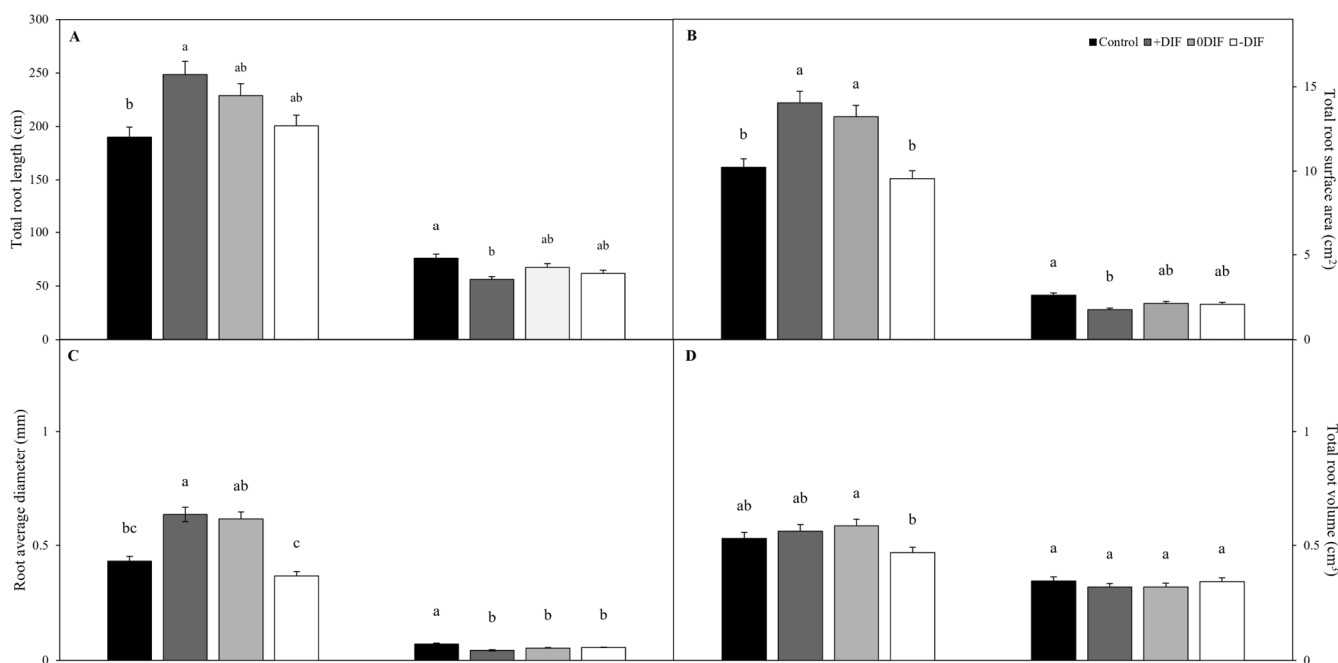 A
Total root length (cm)
300
250
200
150
100
50
0
b
a
ab
ab
a
b
ab
ab
B
Control +DIF 0DIF -DIF
Total root surface area (cm²)
15
10
5
0
b
a
a
b
a
b
ab
ab
C
Root average diameter (mm)
1
0.5
0
bc
a
ab
c
a
b
b
b
D
Total root volume (cm³)
1
0.5
0
ab
ab
a
b
a
a
a
a